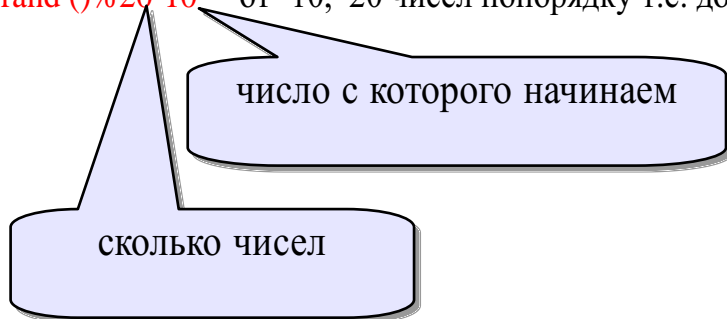 rand ()%20-10 от -10, 20 чисел попорядку т.е. до
число с которого начинаем
сколько чисел